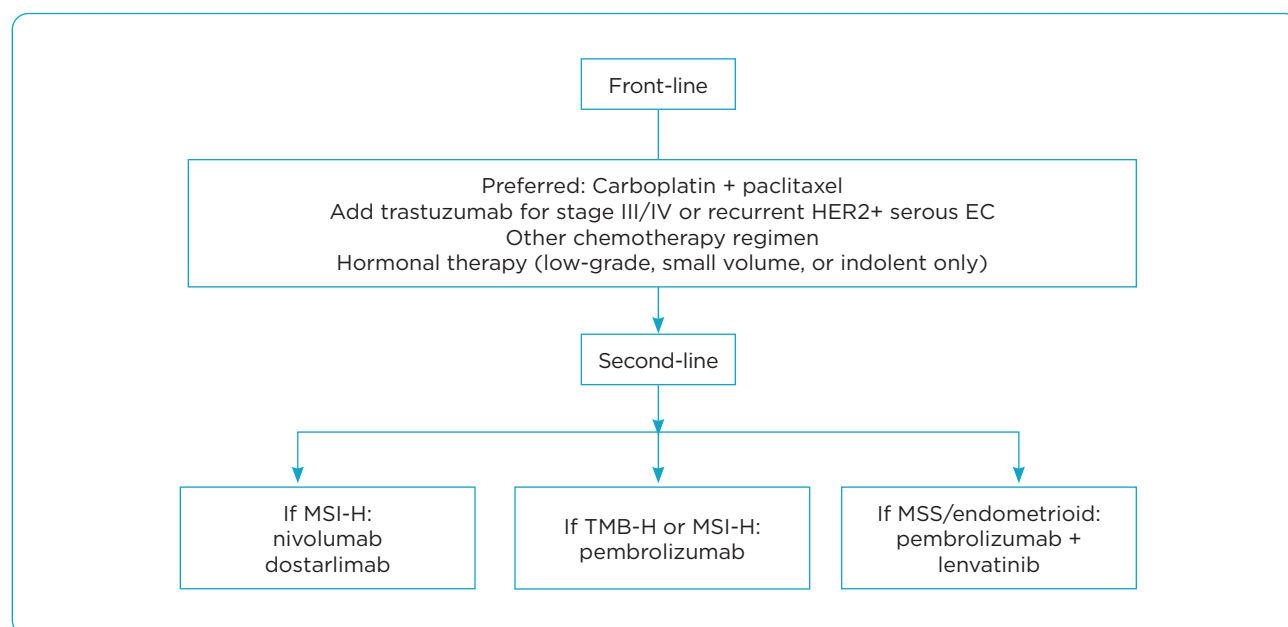 Front-line
Preferred: Carboplatin + paclitaxel
Add trastuzumab for stage III/IV or recurrent HER2+ serous EC
Other chemotherapy regimen
Hormonal therapy (low-grade, small volume, or indolent only)
Second-line
If MSI-H:
nivolumab
dostarlimab
If TMB-H or MSI-H:
pembrolizumab
If MSS/endometrioid:
pembrolizumab +
lenvatinib